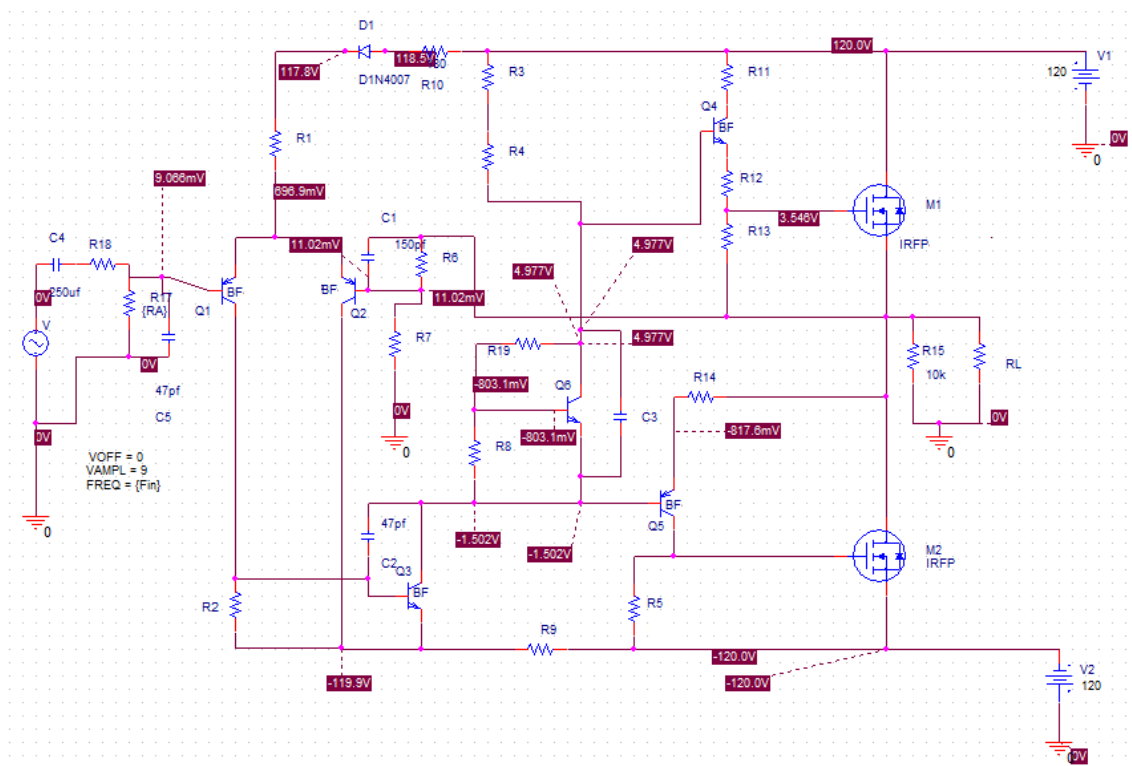 D1
117.8V
118.5V
D1N4007
R10
R3
120.0V
R11
120
V1
Q4
BF
R1
R4
0V
0
9.066mV
R12
696.9mV
3.546V
M1
C4
R18
C1
11.02mV
150pf
R6
R13
4.977V
IRFP
4.977V
0V
250uf
R17
{RA}
BF
Q1
BF
Q2
11.02mV
V
R7
R19
4.977V
R15
10k
RL
0V
47pf
C5
-803.1mV
Q6
R14
C3
0V
0V
-803.1mV
-817.6mV
0V
0
R8
0
VOFF = 0
VAMPL = 9
FREQ = {Fin}
BF
Q5
47pf
-1.502V
0
-1.502V
M2
IRFP
C2
Q3
BF
R2
R5
R9
-120.0V
-119.9V
-120.0V
V2
120
0V